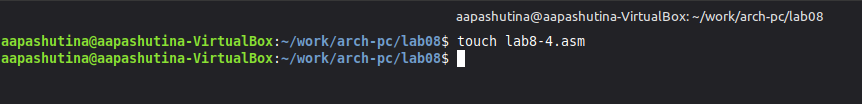 aapashutina@aapashutina-VirtualBox: ~/work/arch-pc/lab08
aapashutina@aapashutina-VirtualBox:~/work/arch-pc/lab08$ touch lab8-4.asm
aapashutina@aapashutina-VirtualBox:~/work/arch-pc/lab08$